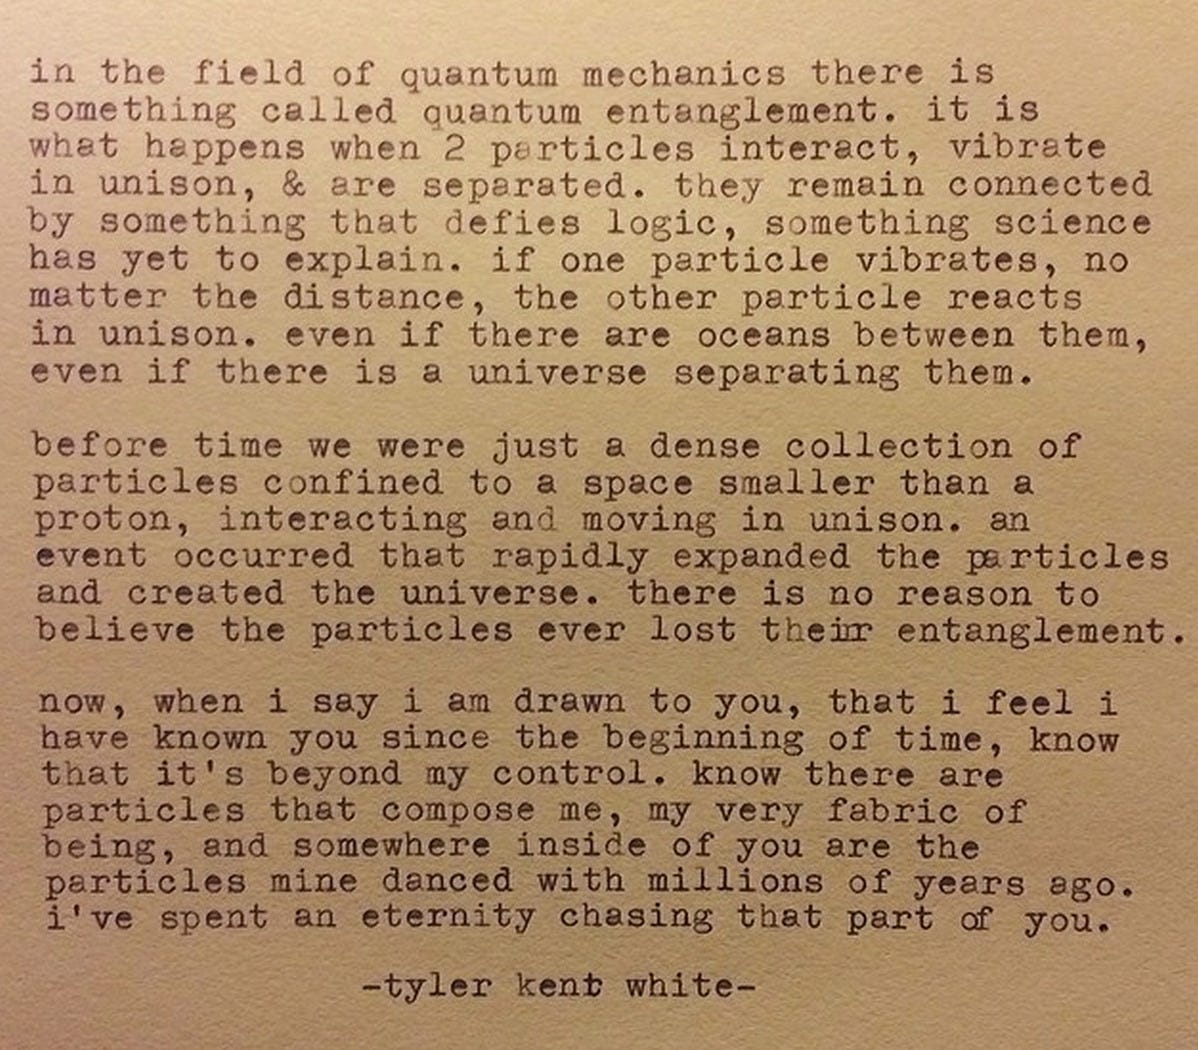 in the field of quantum mechanics there is
something called quantum entanglement. it is
what happens when 2 particles interact, vibrate
in unison, & are separated. they remain connected
by something that defies logic, something science
has yet to explain. if one particle vibrates, no
matter the distance, the other particle reacts
in unison. even if there are oceans between them,
even if there is a universe separating them.
before time we were just a dense collection of
particles confined to a space smaller than a
proton, interacting and moving in unison. an
event occurred that rapidly expanded the particles
and created the universe. there is no reason to
believe the particles ever lost their entanglement.
now, when i say i am drawn to you, that i feel i
have known you since the beginning of time, know
that it's beyond my control. know there are
particles that compose me, my very fabric of
being, and somewhere inside of you are the
particles mine danced with millions of years ago.
i've spent an eternity chasing that part of you.
-tyler kent white-